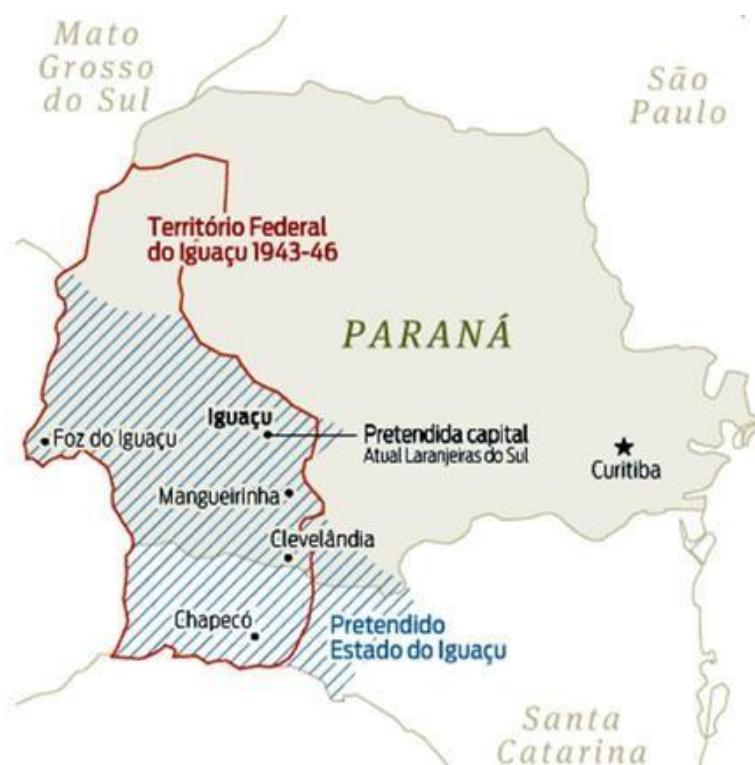 Mato
Grosso
do Sul
São
Paulo
Território Federal
do Iguaçu 1943-46
PARANÁ
Iguaçu
Foz do Iguaçu
Pretendida capital
Atual Laranjeiras do Sul
Curitiba
Mangueirinha
Clevelândia
Chapecó
Pretendido
Estado do Iguaçu
Santa
Catarina